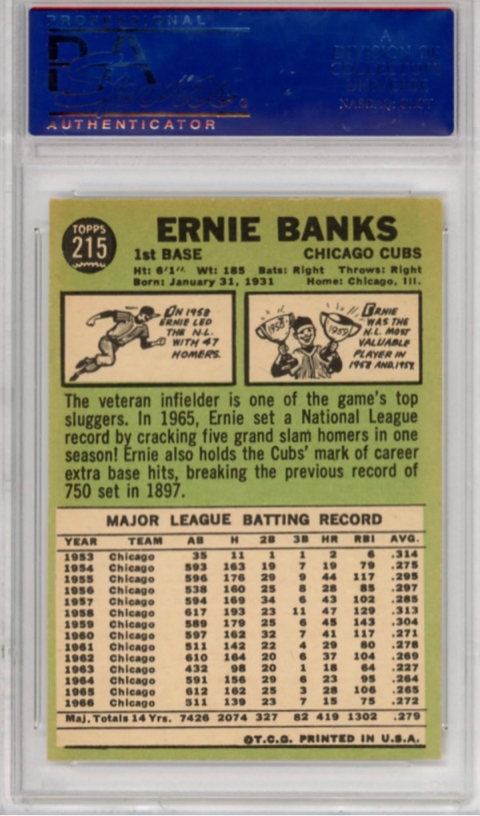 PROFESSIONAL
PSA
AUTHENTICATOR
A
DIVISION OF
COLLECTORS
UNIVERSE
NASDAQ: CLCT
TOPPS
215
ERNIE BANKS
1st BASE CHICAGO CUBS
Ht: 6'1". Wt: 185 Bats: Right Throws: Right
Born: January 31, 1931 Home: Chicago, Ill.
IN 1958
ERNIE LED
THE N.L.
WITH 47
HOMERS.
1958
1959
ERNIE
WAS THE
N.L. MOST
VALUABLE
PLAYER IN
1958 AND 1959
The veteran infielder is one of the game's top
sluggers. In 1965, Ernie set a National League
record by cracking five grand slam homers in one
season! Ernie also holds the Cubs' mark of career
extra base hits, breaking the previous record of
750 set in 1897.
MAJOR LEAGUE BATTING RECORD
YEAR TEAM AB H 2B 3B HR RBI AVG.
1953 Chicago 35 11 1 1 2 6 .314
1954 Chicago 593 163 19 7 19 79 .275
1955 Chicago 596 176 29 9 44 117 .295
1956 Chicago 538 160 25 8 28 85 .297
1957 Chicago 594 169 34 6 43 102 .285
1958 Chicago 617 193 23 11 47 129 .313
1959 Chicago 589 179 25 6 45 143 .304
1960 Chicago 597 162 32 7 41 117 .271
1961 Chicago 511 142 22 4 29 80 .278
1962 Chicago 610 164 20 6 37 104 .269
1963 Chicago 432 98 20 1 18 64 .227
1964 Chicago 591 156 29 6 23 95 .264
1965 Chicago 612 162 25 3 28 106 .265
1966 Chicago 511 139 23 7 15 75 .272
Maj. Totals 14 Yrs. 7426 2074 327 82 419 1302 .279
©T.C.G. PRINTED IN U.S.A.